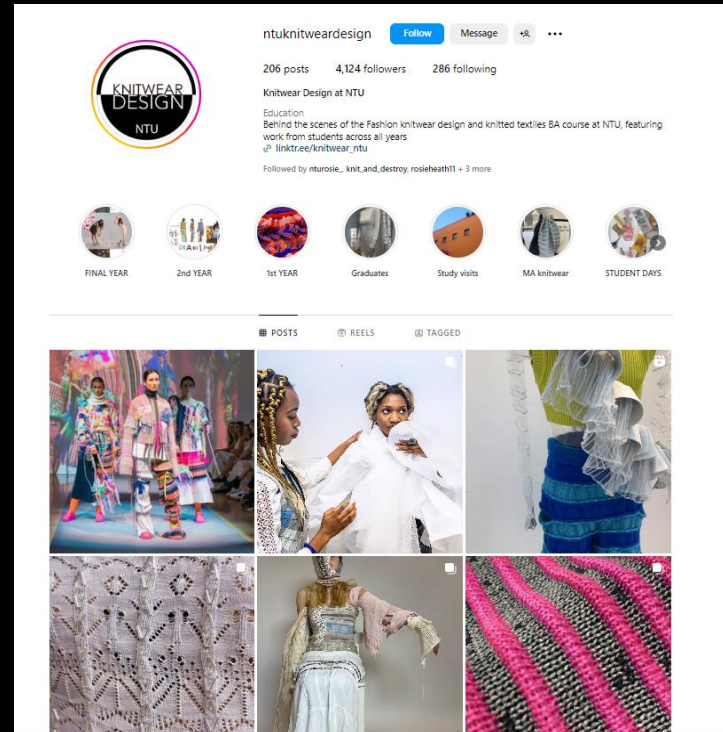 ntuknitweardesign Follow Message
206 posts 4,124 followers 286 following
Knitwear Design at NTU
Education
Behind the scenes of the Fashion knitwear design and knitted textiles BA course at NTU, featuring
work from students across all years
linktr.ee/knitwear_ntu
Followed by nturosie_, knit_and_destroy, rosieheath11 + 3 more
KNITWEAR
DESIGN
NTU
FINAL YEAR 2nd YEAR 1st YEAR Graduates Study visits MA knitwear STUDENT DAYS
POSTS REELS TAGGED